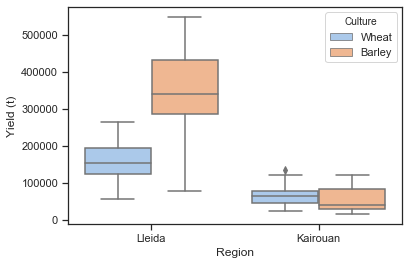 Culture
Wheat
Barley
500000
400000
300000
200000
100000
0
Yield (t)
Lleida
Kairouan
Region